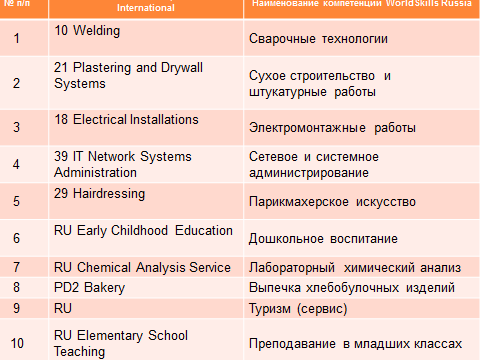 № п/п International Наименование компетенции WorldSkills Russia
1 10 Welding Сварочные технологии
2 21 Plastering and Drywall Systems Сухое строительство и штукатурные работы
3 18 Electrical Installations Электромонтажные работы
4 39 IT Network Systems Administration Сетевое и системное администрирование
5 29 Hairdressing Парикмахерское искусство
6 RU Early Childhood Education Дошкольное воспитание
7 RU Chemical Analysis Service Лабораторный химический анализ
8 PD2 Bakery Выпечка хлебобулочных изделий
9 RU Туризм (сервис)
10 RU Elementary School Teaching Преподавание в младших классах